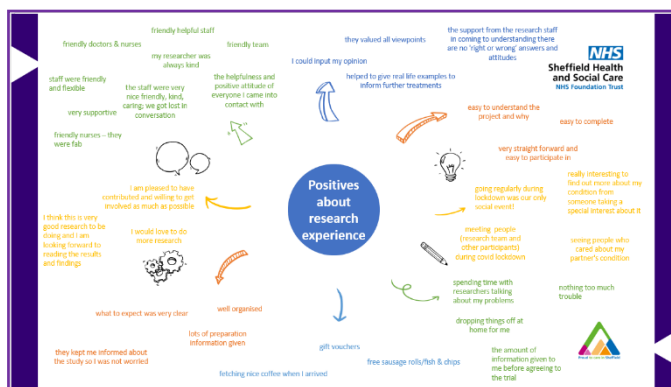 friendly helpful staff
friendly doctors & nurses
friendly team
my researcher was
always kind
staff were friendly
and flexible
the staff were very
nice friendly, kind,
caring; we got lost in
conversation
the helpfulness and
positive attitude of
everyone I came into
contact with
very supportive
friendly nurses – they
were fab
they valued all viewpoints
I could input my opinion
the support from the research staff
in coming to understanding there
are no 'right or wrong' answers and
attitudes
helped to give real life examples to
inform further treatments
NHS
Sheffield Health
and Social Care
NHS Foundation Trust
easy to understand the
project and why
easy to complete
very straight forward and
easy to participate in
Positives
about
research
experience
I am pleased to have
contributed and willing to get
involved as much as possible
I think this is very
good research to be
doing and I am
looking forward to
reading the results
and findings
I would love to do
more research
going regularly during
lockdown was our only
social event!
really interesting to
find out more about my
condition from
someone taking a
special interest about it
meeting people
(research team and
other participants)
during covid lockdown
seeing people who
cared about my
partner's condition
spending time with
researchers talking
about my problems
nothing too much
trouble
dropping things off at
home for me
the amount of
information given to
me before agreeing to
the trial
what to expect was very clear
well organised
lots of preparation
information given
they kept me informed about
the study so I was not worried
gift vouchers
free sausage rolls/fish & chips
fetching nice coffee when I arrived